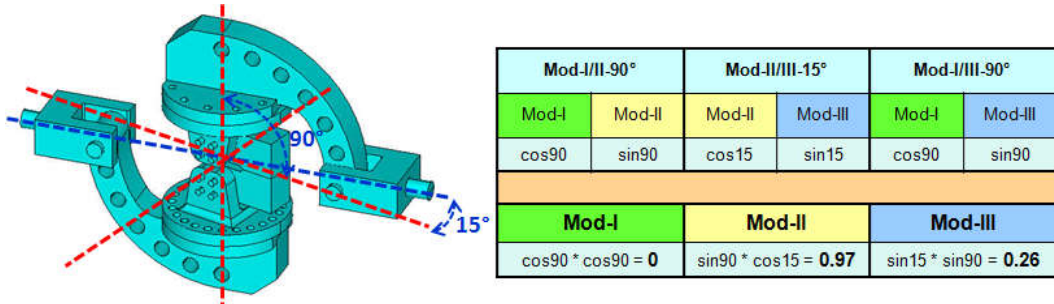 90°
15°
Mod-I/II-90° Mod-II/III-15° Mod-I/III-90°
Mod-I Mod-II Mod-II Mod-III Mod-I Mod-III
cos90 sin90 cos15 sin15 cos90 sin90
Mod-I Mod-II Mod-III
cos90 * cos90 = 0 sin90 * cos15 = 0.97 sin15 * sin90 = 0.26